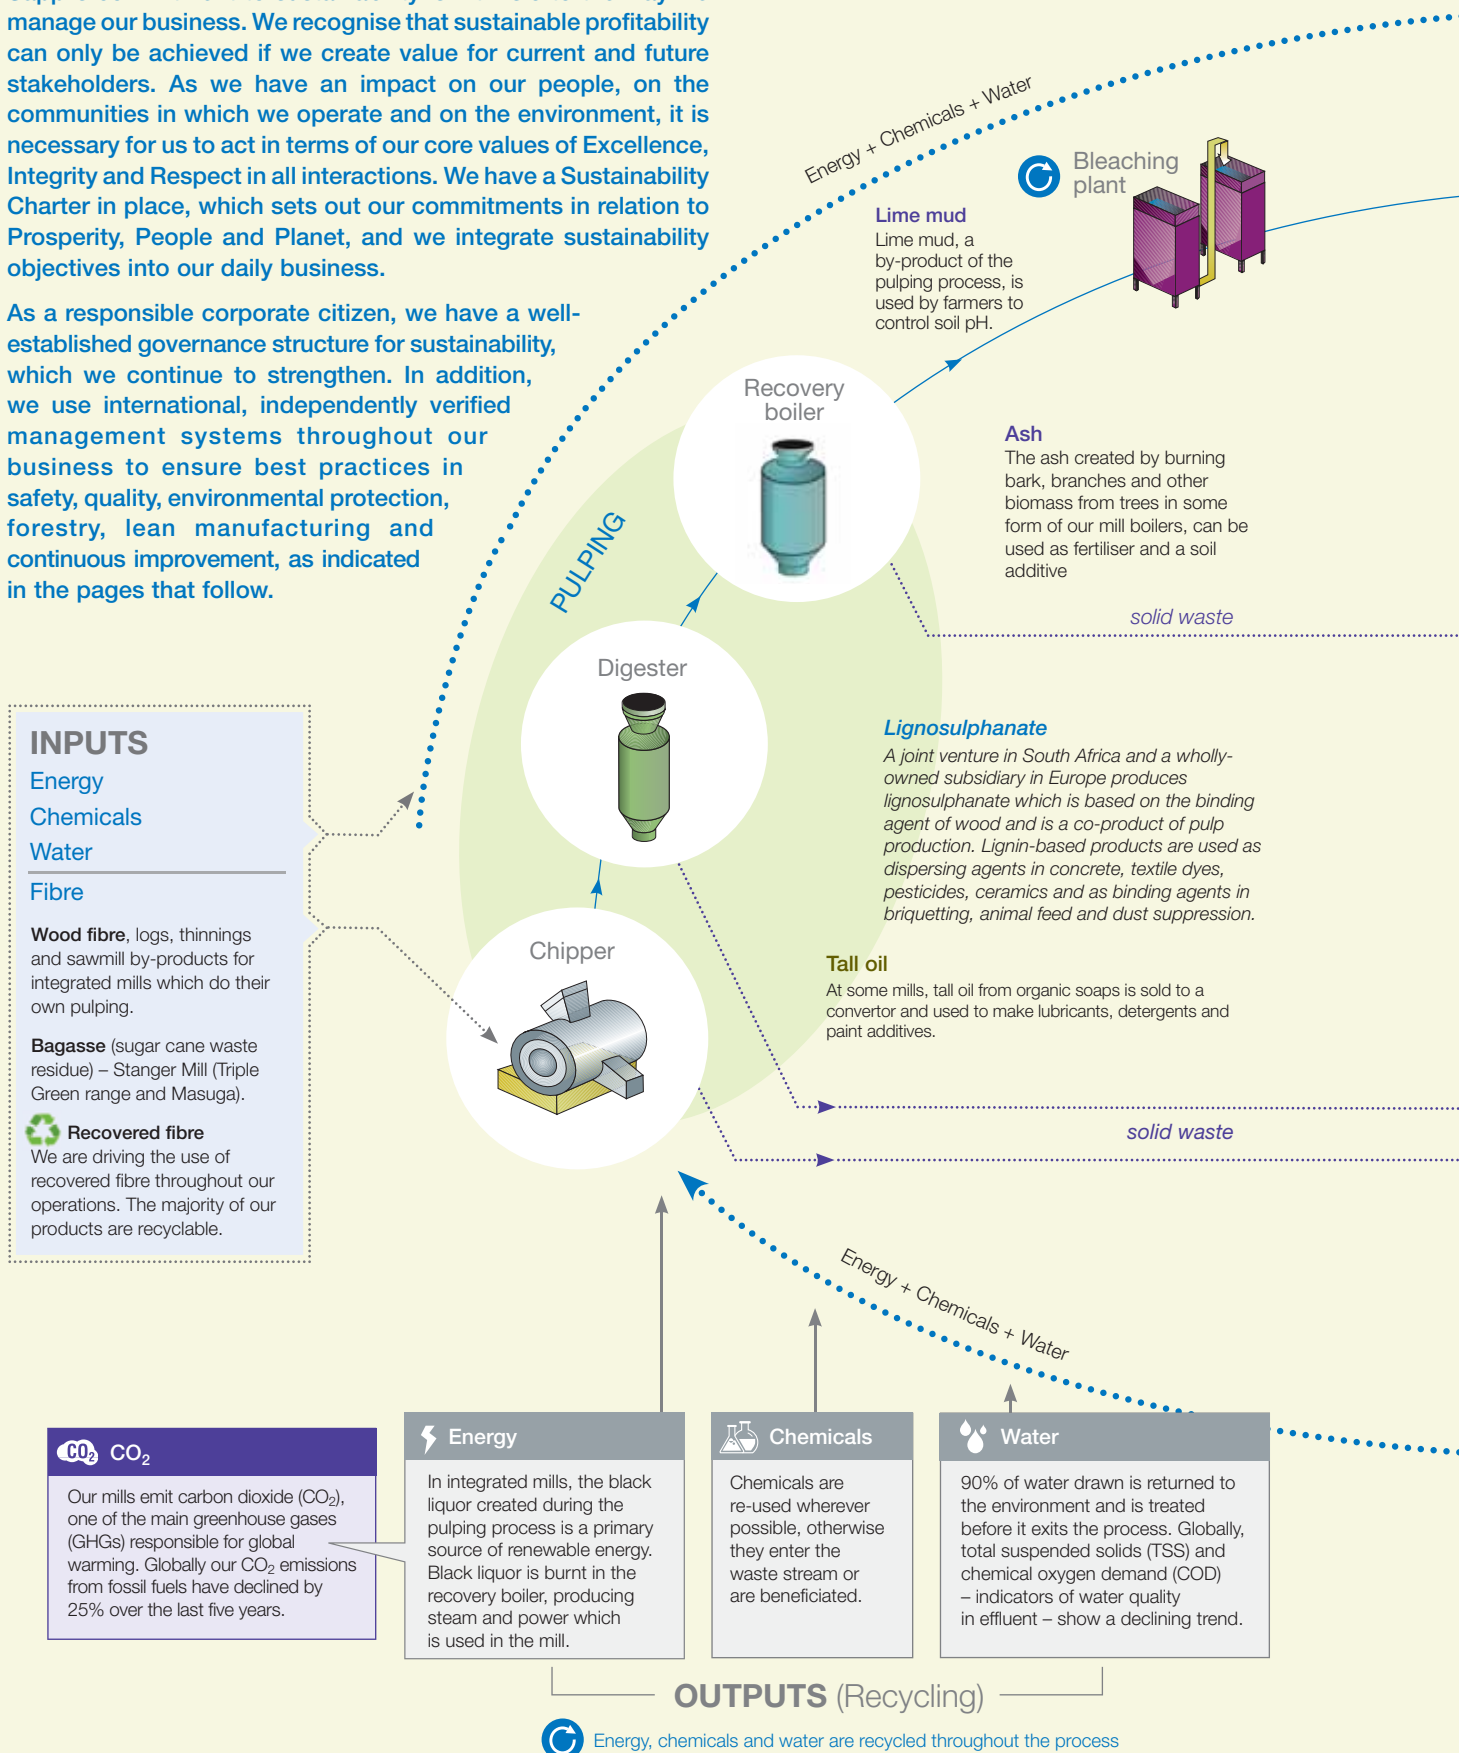 manage our business. We recognise that sustainable profitability
can only be achieved if we create value for current and future
stakeholders. As we have an impact on our people, on the
communities in which we operate and on the environment, it is
necessary for us to act in terms of our core values of Excellence,
Integrity and Respect in all interactions. We have a Sustainability
Charter in place, which sets out our commitments in relation to
Prosperity, People and Planet, and we integrate sustainability
objectives into our daily business.
As a responsible corporate citizen, we have a well-
established governance structure for sustainability,
which we continue to strengthen. In addition,
we use international, independently verified
management systems throughout our
business to ensure best practices in
safety, quality, environmental protection,
forestry, lean manufacturing and
continuous improvement, as indicated
in the pages that follow.
Energy + Chemicals + Water
Bleaching
plant
Lime mud
Lime mud, a
by-product of the
pulping process, is
used by farmers to
control soil pH.
Recovery
boiler
PULPING
Ash
The ash created by burning
bark, branches and other
biomass from trees in some
form of our mill boilers, can be
used as fertiliser and a soil
additive
solid waste
Digester
Lignosulphanate
A joint venture in South Africa and a wholly-
owned subsidiary in Europe produces
lignosulphanate which is based on the binding
agent of wood and is a co-product of pulp
production. Lignin-based products are used as
dispersing agents in concrete, textile dyes,
pesticides, ceramics and as binding agents in
briquetting, animal feed and dust suppression.
Chipper
Tall oil
At some mills, tall oil from organic soaps is sold to a
convertor and used to make lubricants, detergents and
paint additives.
solid waste
INPUTS
Energy
Chemicals
Water
Fibre
Wood fibre, logs, thinnings
and sawmill by-products for
integrated mills which do their
own pulping.
Bagasse (sugar cane waste
residue) – Stanger Mill (Triple
Green range and Masuga).
Recovered fibre
We are driving the use of
recovered fibre throughout our
operations. The majority of our
products are recyclable.
Energy + Chemicals + Water
CO2 CO₂
Our mills emit carbon dioxide (CO₂),
one of the main greenhouse gases
(GHGs) responsible for global
warming. Globally our CO₂ emissions
from fossil fuels have declined by
25% over the last five years.
Energy
In integrated mills, the black
liquor created during the
pulping process is a primary
source of renewable energy.
Black liquor is burnt in the
recovery boiler, producing
steam and power which
is used in the mill.
Chemicals
Chemicals are
re-used wherever
possible, otherwise
they enter the
waste stream or
are beneficiated.
Water
90% of water drawn is returned to
the environment and is treated
before it exits the process. Globally,
total suspended solids (TSS) and
chemical oxygen demand (COD)
– indicators of water quality
in effluent – show a declining trend.
OUTPUTS (Recycling)
Energy, chemicals and water are recycled throughout the process